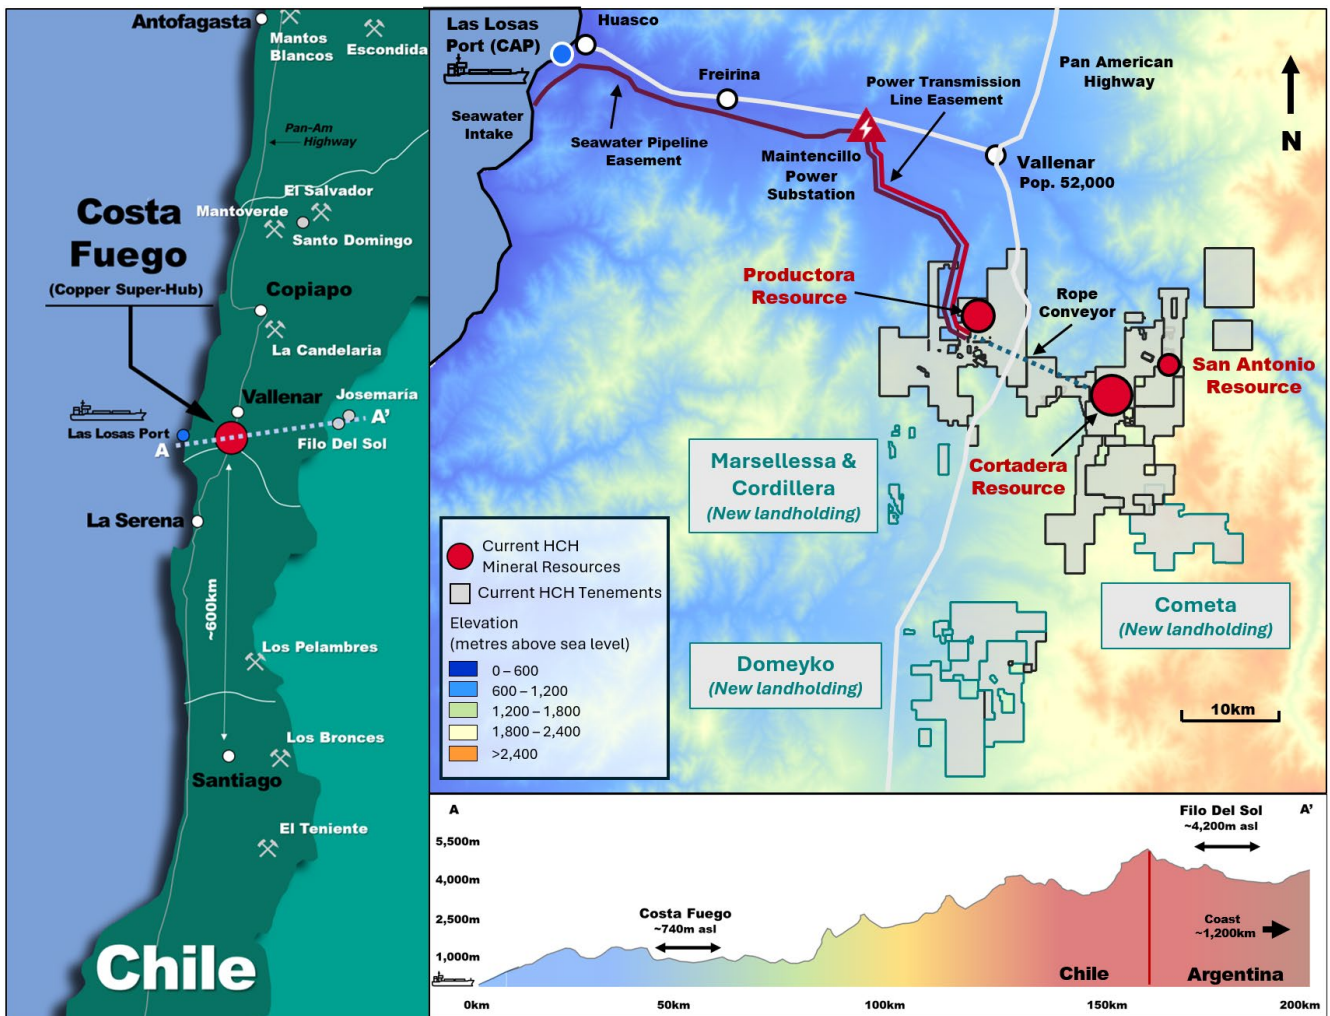 Antofagasta
Mantos
Blancos
Escondida
Pan-Am
Highway
El Salvador
Mantoverde
Santo Domingo
Costa
Fuego
(Copper Super-Hub)
Copiapo
La Candelaria
Vallenar
Josemaría
A'
Las Losas Port
A
Filo Del Sol
La Serena
~600km
Los Pelambres
Los Bronces
Santiago
El Teniente
Chile
Las Losas
Port (CAP)
Huasco
Freirina
Seawater
Intake
Seawater Pipeline
Easement
Power Transmission
Line Easement
Maintencillo
Power
Substation
Pan American
Highway
N
Vallenar
Pop. 52,000
Productora
Resource
Rope
Conveyor
San Antonio
Resource
Cortadera
Resource
Marsellessa &
Cordillera
(New landholding)
Cometa
(New landholding)
Domeyko
(New landholding)
10km
Current HCH
Mineral Resources
Current HCH Tenements
Elevation
(metres above sea level)
0 – 600
600 – 1,200
1,200 – 1,800
1,800 – 2,400
>2,400
A
A'
Filo Del Sol
~4,200m asl
5,500m
4,000m
2,500m
1,000m
Costa Fuego
~740m asl
Coast
~1,200km
Chile
Argentina
0km
50km
100km
150km
200km